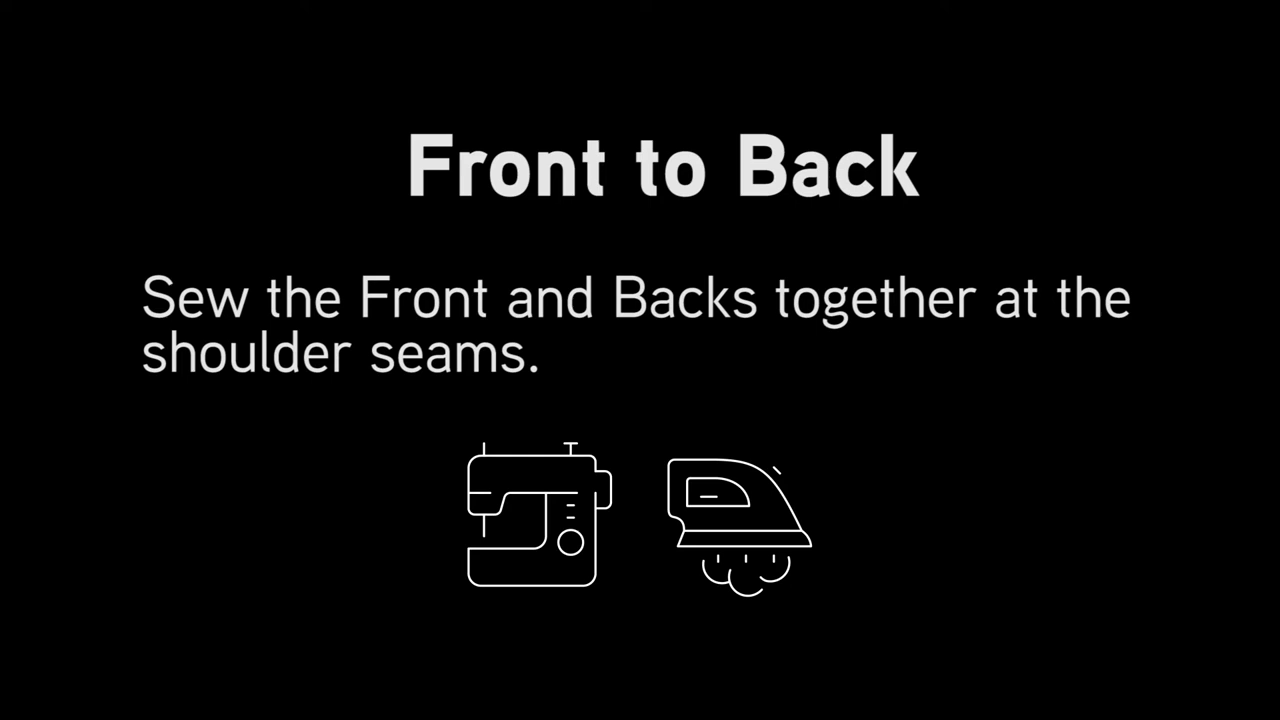 Front to Back
Sew the Front and Backs together at the
shoulder seams.